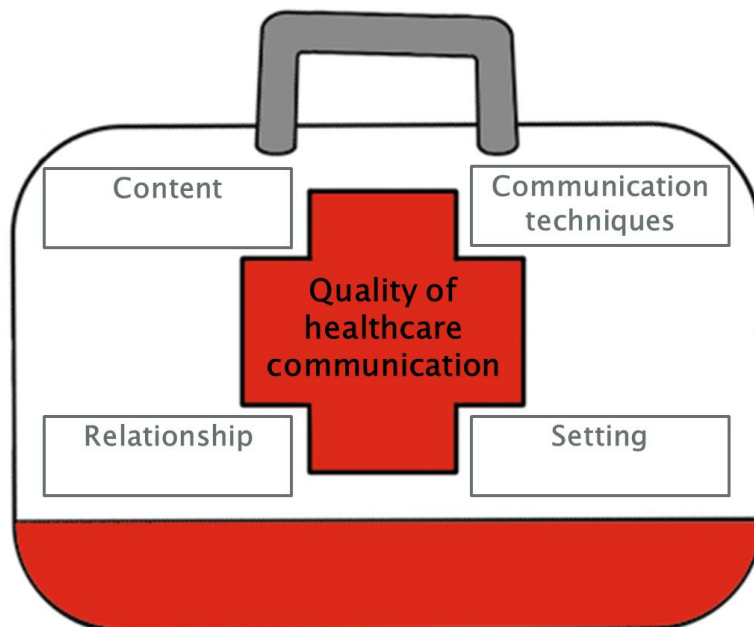 Content
Communication
techniques
Quality of
healthcare
communication
Relationship
Setting